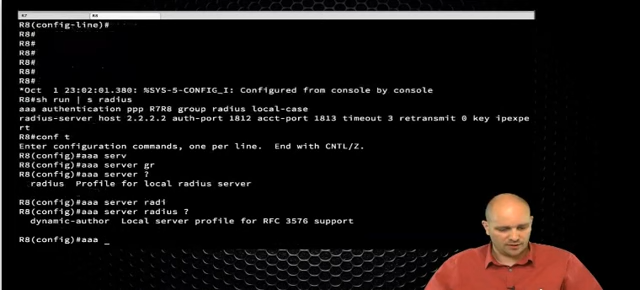 R7
R8
R8(config-line)#
R8#
R8#
R8#
R8#
R8#
*Oct  1 23:02:01.380: %SYS-5-CONFIG_I: Configured from console by console
R8#sh run | s radius
aaa authentication ppp R7R8 group radius local-case
radius-server host 2.2.2.2 auth-port 1812 acct-port 1813 timeout 3 retransmit 0 key ipexpe
rt
R8#conf t
Enter configuration commands, one per line.  End with CNTL/Z.
R8(config)#aaa serv
R8(config)#aaa server gr
R8(config)#aaa server ?
  radius  Profile for local radius server
R8(config)#aaa server radi
R8(config)#aaa server radius ?
  dynamic-author  Local server profile for RFC 3576 support
R8(config)#aaa _